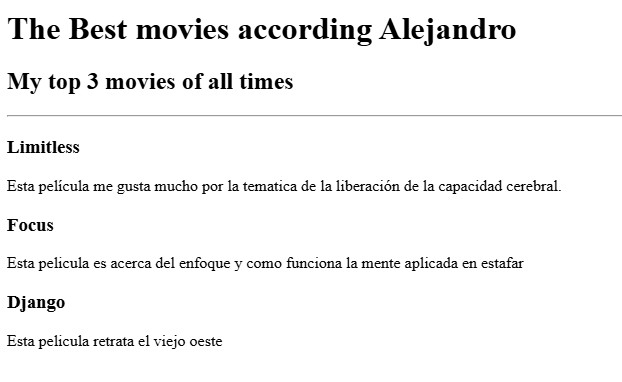 The Best movies according Alejandro
My top 3 movies of all times
Limitless
Esta película me gusta mucho por la tematica de la liberación de la capacidad cerebral.
Focus
Esta pelicula es acerca del enfoque y como funciona la mente aplicada en estafar
Django
Esta pelicula retrata el viejo oeste